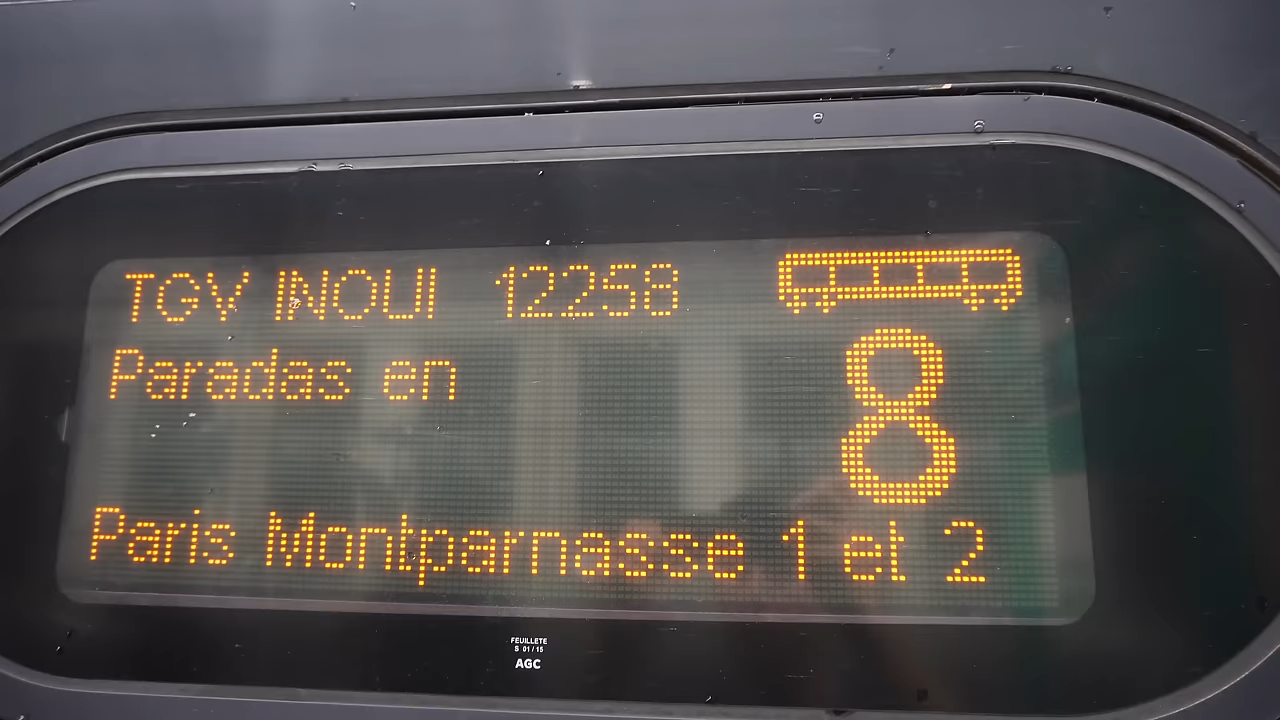 TGV INOUI 12258
Paradas en
8
Paris Montparnasse 1 et 2
FEUILLETE
S 01/15
AGC